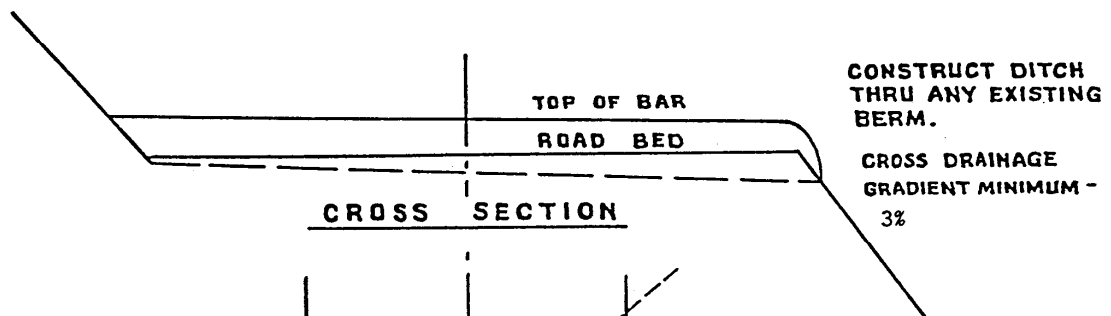 TOP OF BAR
ROAD BED
CROSS SECTION
CONSTRUCT DITCH
THRU ANY EXISTING
BERM.
CROSS DRAINAGE
GRADIENT MINIMUM -
3%